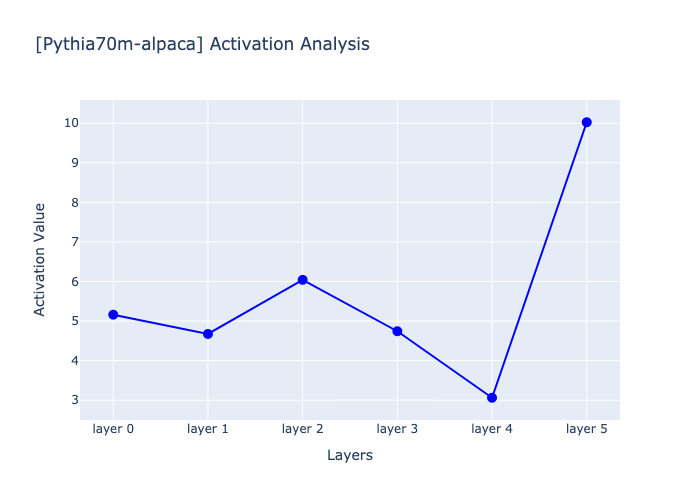 [Pythia70m-alpaca] Activation Analysis
10
9
8
7
6
5
4
3
Activation Value
layer 0 layer 1 layer 2 layer 3 layer 4 layer 5
Layers